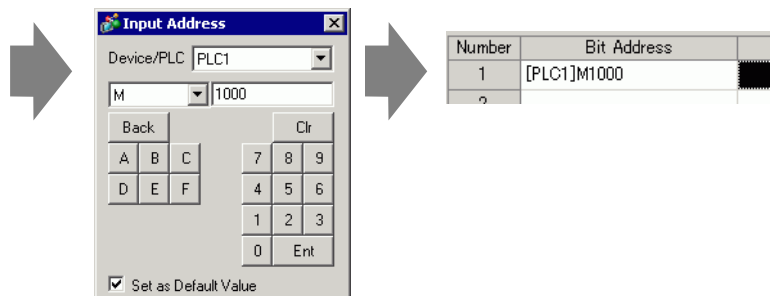 Input Address
Device/PLC PLC1
M 1000
Back Clr
A B C 7 8 9
D E F 4 5 6
1 2 3
0 Ent
Set as Default Value
Number Bit Address
1 [PLC1]M1000
2